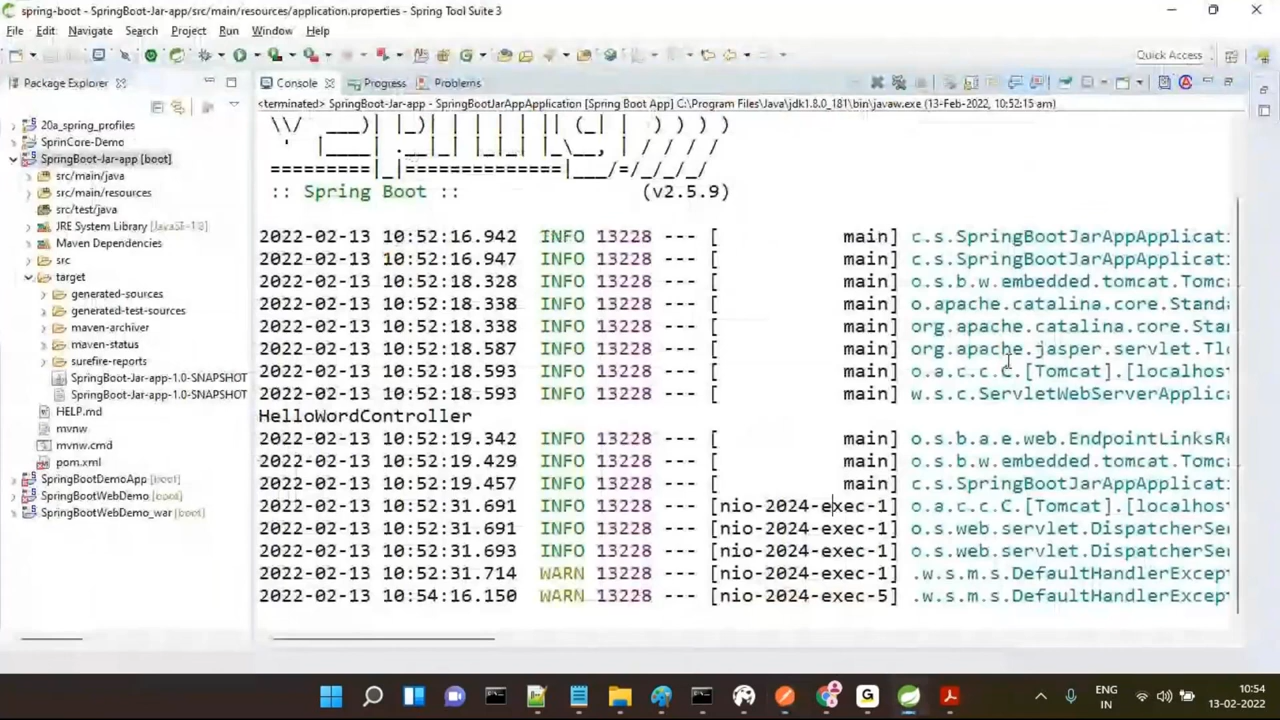 spring-boot - SpringBoot-Jar-app/src/main/resources/application.properties - Spring Tool Suite 3
File Edit Navigate Search Project Run Window Help
Quick Access
Package Explorer
20a_spring_profiles
SprinCore-Demo
SpringBoot-Jar-app [boot]
src/main/java
src/main/resources
src/test/java
JRE System Library [JavaSE-1.8]
Maven Dependencies
src
target
generated-sources
generated-test-sources
maven-archiver
maven-status
surefire-reports
SpringBoot-Jar-app-1.0-SNAPSHOT
SpringBoot-Jar-app-1.0-SNAPSHOT
HELP.md
mvnw
mvnw.cmd
pom.xml
SpringBootDemoApp [boot]
SpringBootWebDemo [boot]
SpringBootWebDemo_war [boot]
Console Progress Problems
<terminated> SpringBoot-Jar-app - SpringBootJarAppApplication [Spring Boot App] C:\Program Files\Java\jdk1.8.0_181\bin\javaw.exe (13-Feb-2022, 10:52:15 am)
:: Spring Boot :: (v2.5.9)
2022-02-13 10:52:16.942 INFO 13228 --- [ main] c.s.SpringBootJarAppApplicati
2022-02-13 10:52:16.947 INFO 13228 --- [ main] c.s.SpringBootJarAppApplicati
2022-02-13 10:52:18.328 INFO 13228 --- [ main] o.s.b.w.embedded.tomcat.Tomc
2022-02-13 10:52:18.338 INFO 13228 --- [ main] o.apache.catalina.core.Stand
2022-02-13 10:52:18.338 INFO 13228 --- [ main] org.apache.catalina.core.Sta
2022-02-13 10:52:18.587 INFO 13228 --- [ main] org.apache.jasper.servlet.Tl
2022-02-13 10:52:18.593 INFO 13228 --- [ main] o.a.c.c.C.[Tomcat].[localhos
2022-02-13 10:52:18.593 INFO 13228 --- [ main] w.s.c.ServletWebServerApplic
HelloWordController
2022-02-13 10:52:19.342 INFO 13228 --- [ main] o.s.b.a.e.web.EndpointLinksR
2022-02-13 10:52:19.429 INFO 13228 --- [ main] o.s.b.w.embedded.tomcat.Tomc
2022-02-13 10:52:19.457 INFO 13228 --- [ main] c.s.SpringBootJarAppApplicati
2022-02-13 10:52:31.691 INFO 13228 --- [nio-2024-exec-1] o.a.c.c.C.[Tomcat].[localhos
2022-02-13 10:52:31.691 INFO 13228 --- [nio-2024-exec-1] o.s.web.servlet.DispatcherSe
2022-02-13 10:52:31.693 INFO 13228 --- [nio-2024-exec-1] o.s.web.servlet.DispatcherSe
2022-02-13 10:52:31.714 WARN 13228 --- [nio-2024-exec-1] .w.s.m.s.DefaultHandlerExcep
2022-02-13 10:54:16.150 WARN 13228 --- [nio-2024-exec-5] .w.s.m.s.DefaultHandlerExcep
ENG
IN
10:54
13-02-2022